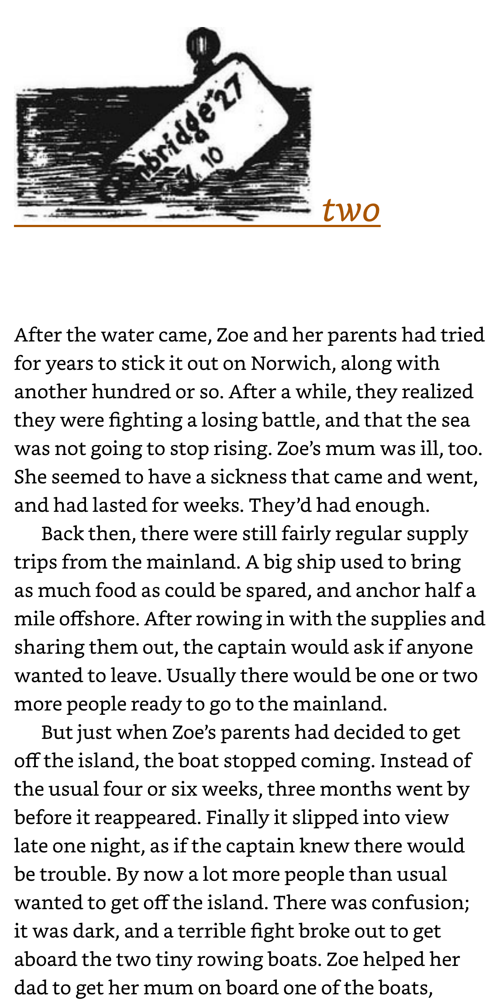 mbridge 27
10
two
After the water came, Zoe and her parents had tried
for years to stick it out on Norwich, along with
another hundred or so. After a while, they realized
they were fighting a losing battle, and that the sea
was not going to stop rising. Zoe’s mum was ill, too.
She seemed to have a sickness that came and went,
and had lasted for weeks. They’d had enough.
Back then, there were still fairly regular supply
trips from the mainland. A big ship used to bring
as much food as could be spared, and anchor half a
mile offshore. After rowing in with the supplies and
sharing them out, the captain would ask if anyone
wanted to leave. Usually there would be one or two
more people ready to go to the mainland.
But just when Zoe’s parents had decided to get
off the island, the boat stopped coming. Instead of
the usual four or six weeks, three months went by
before it reappeared. Finally it slipped into view
late one night, as if the captain knew there would
be trouble. By now a lot more people than usual
wanted to get off the island. There was confusion;
it was dark, and a terrible fight broke out to get
aboard the two tiny rowing boats. Zoe helped her
dad to get her mum on board one of the boats,